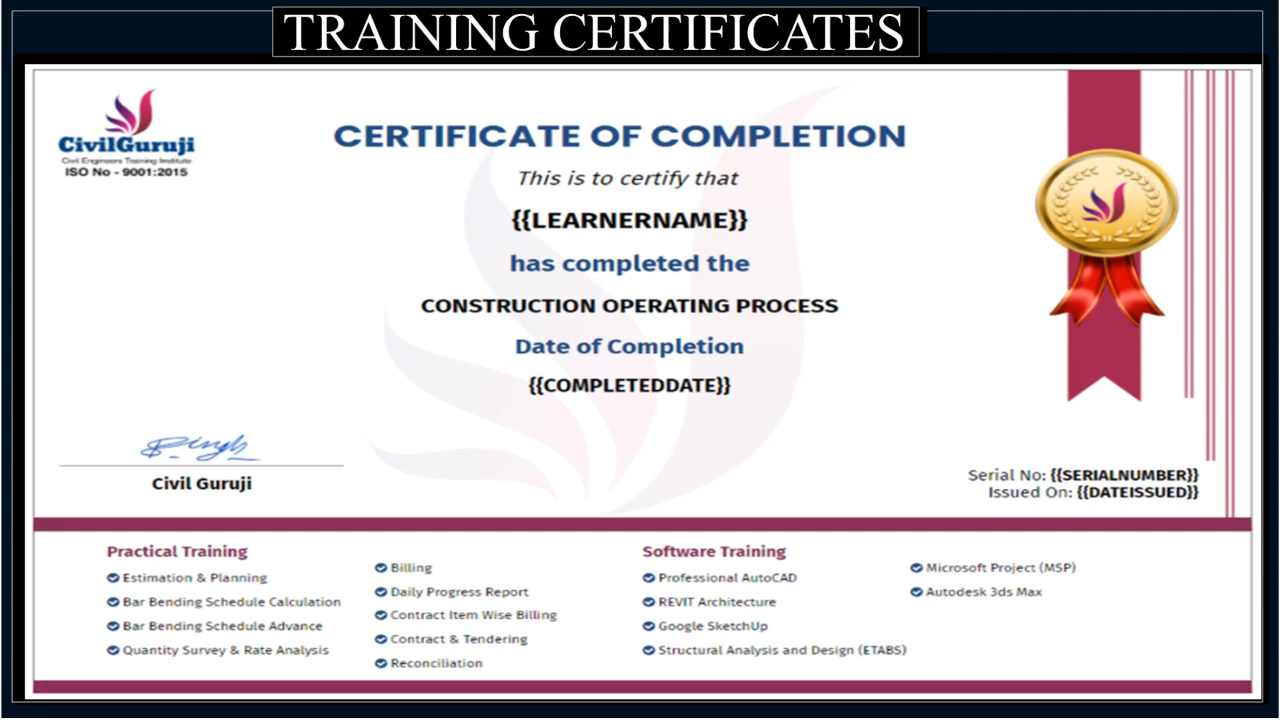 TRAINING CERTIFICATES
CivilGuruji
Civil Engineers Training Institute
ISO No - 9001:2015
CERTIFICATE OF COMPLETION
This is to certify that
{{LEARNERNAME}}
has completed the
CONSTRUCTION OPERATING PROCESS
Date of Completion
{{COMPLETEDDATE}}
Singh
Civil Guruji
Serial No: {{SERIALNUMBER}}
Issued On: {{DATEISSUED}}
Practical Training
Estimation & Planning
Bar Bending Schedule Calculation
Bar Bending Schedule Advance
Quantity Survey & Rate Analysis
Billing
Daily Progress Report
Contract Item Wise Billing
Contract & Tendering
Reconciliation
Software Training
Professional AutoCAD
REVIT Architecture
Google SketchUp
Structural Analysis and Design (ETABS)
Microsoft Project (MSP)
Autodesk 3ds Max